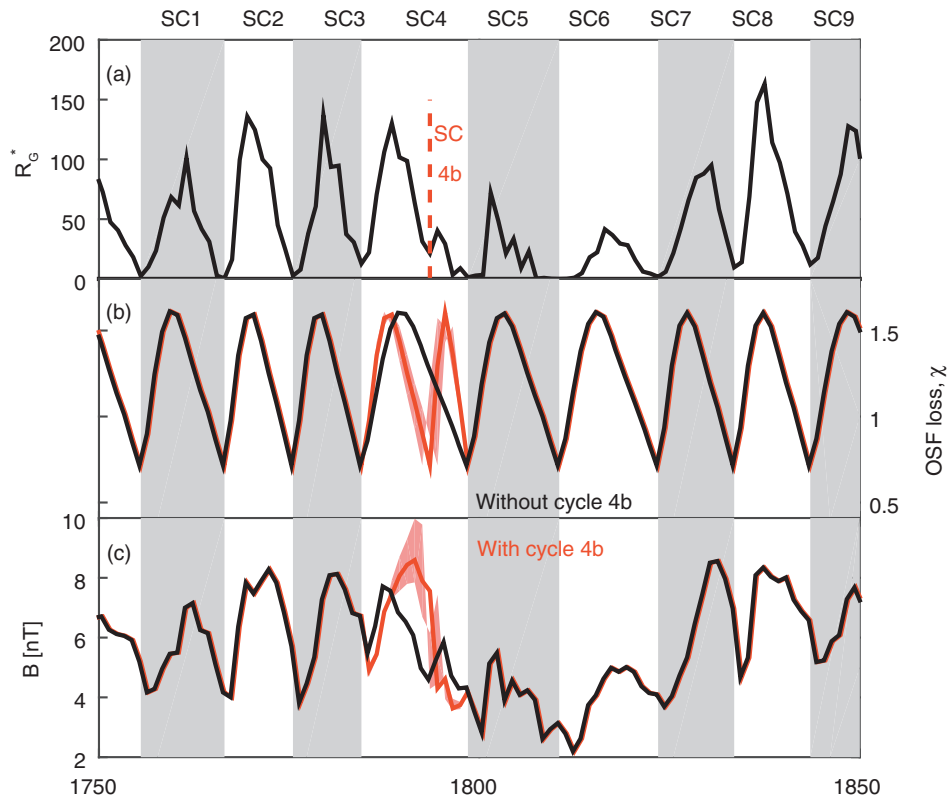 SC1 SC2 SC3 SC4 SC5 SC6 SC7 SC8 SC9
200
(a)
150
SC
R_G*
100
4b
50
0
(b)
1.5
1
OSF loss, χ
Without cycle 4b
0.5
10
(c)
With cycle 4b
8
B [nT]
6
4
2
1750 1800 1850